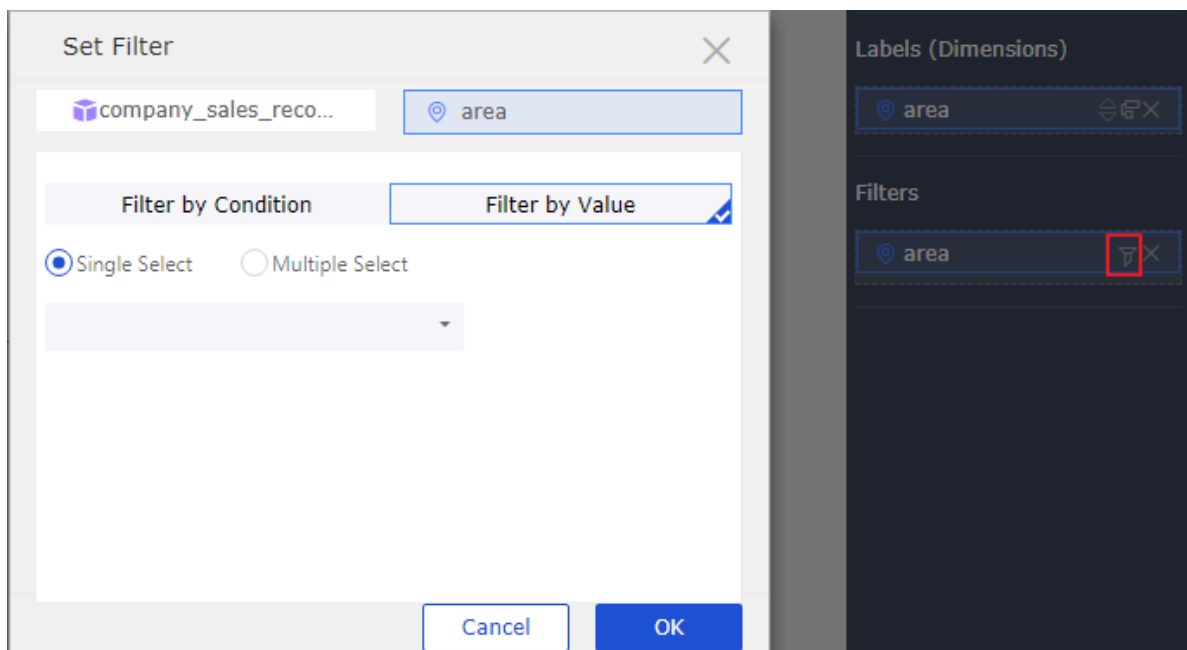 Set Filter
company_sales_reco...
area
Filter by Condition
Filter by Value
Single Select
Multiple Select
Cancel
OK
Labels (Dimensions)
area
Filters
area